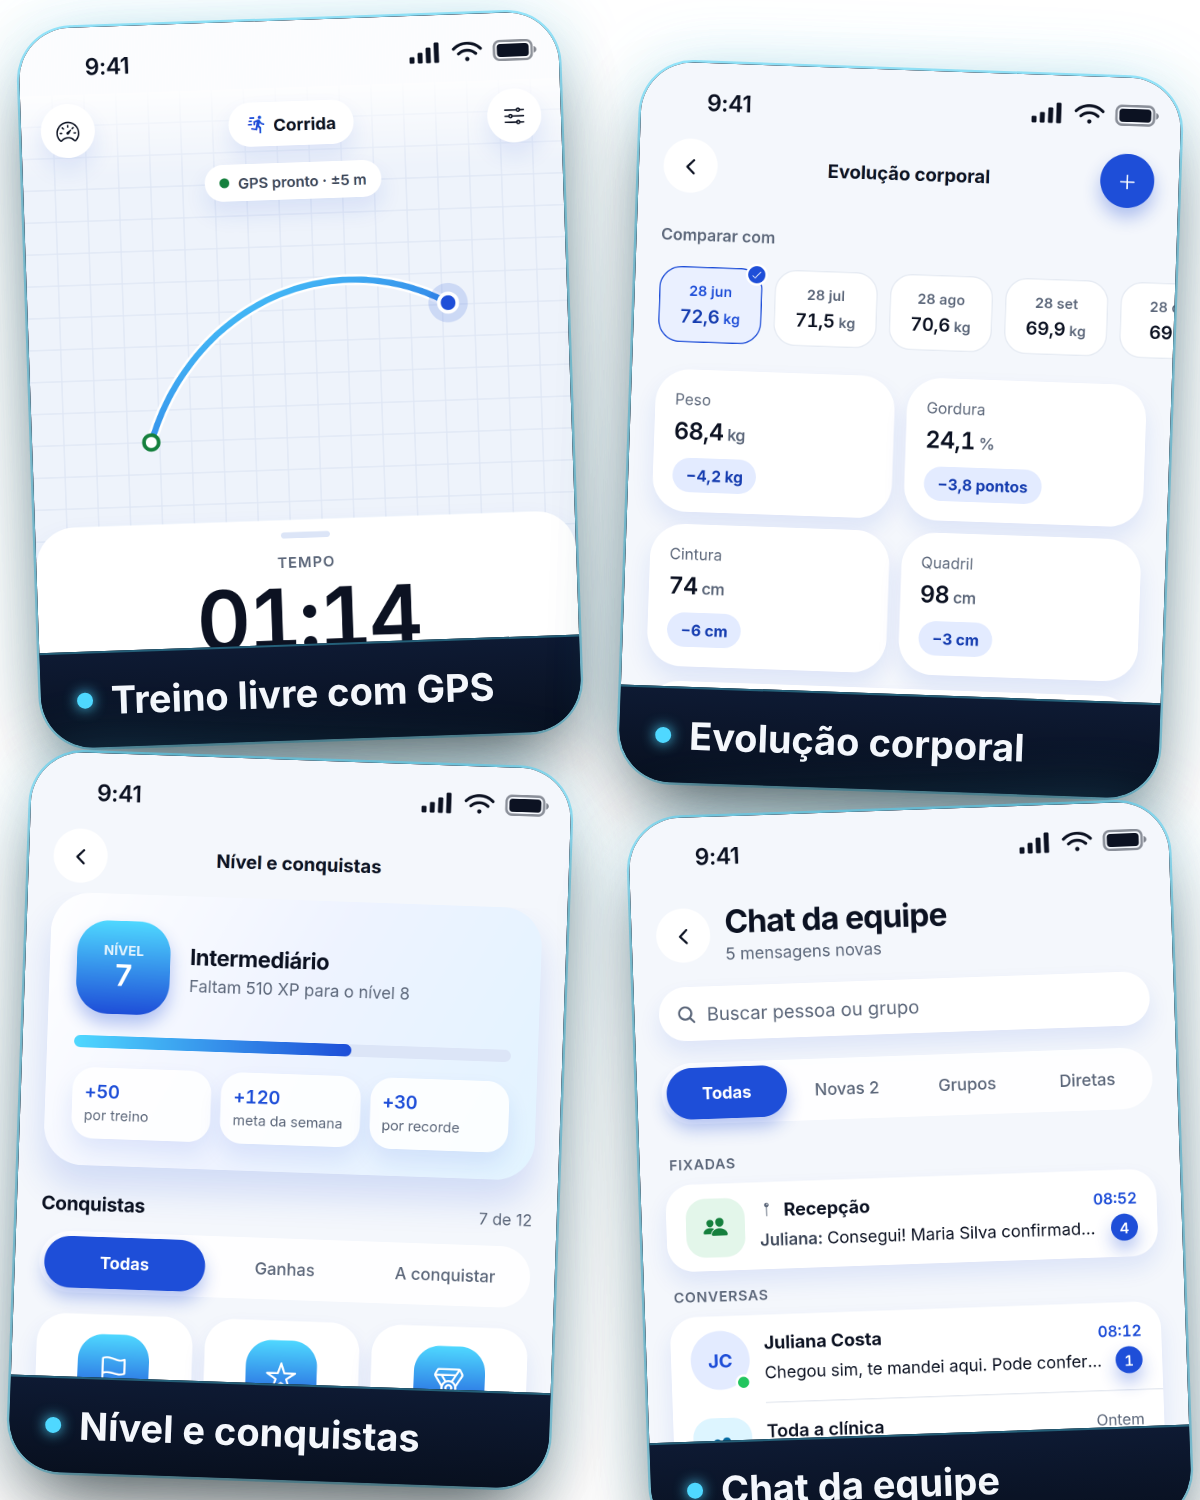 9:41
Corrida
GPS pronto · ±5 m
TEMPO
01:14
Treino livre com GPS
9:41
Evolução corporal
Comparar com
28 jun
72,6 kg
28 jul
71,5 kg
28 ago
70,6 kg
28 set
69,9 kg
28
69
Peso
68,4 kg
−4,2 kg
Gordura
24,1 %
−3,8 pontos
Cintura
74 cm
−6 cm
Quadril
98 cm
−3 cm
Evolução corporal
9:41
Nível e conquistas
NÍVEL
7
Intermediário
Faltam 510 XP para o nível 8
+50
por treino
+120
meta da semana
+30
por recorde
Conquistas
7 de 12
Todas
Ganhas
A conquistar
Nível e conquistas
9:41
Chat da equipe
5 mensagens novas
Buscar pessoa ou grupo
Todas
Novas 2
Grupos
Diretas
FIXADAS
Recepção
08:52
Juliana: Consegui! Maria Silva confirmad...
4
CONVERSAS
JC
Juliana Costa
08:12
Chegou sim, te mandei aqui. Pode confer...
1
Toda a clínica
Ontem
Chat da equipe